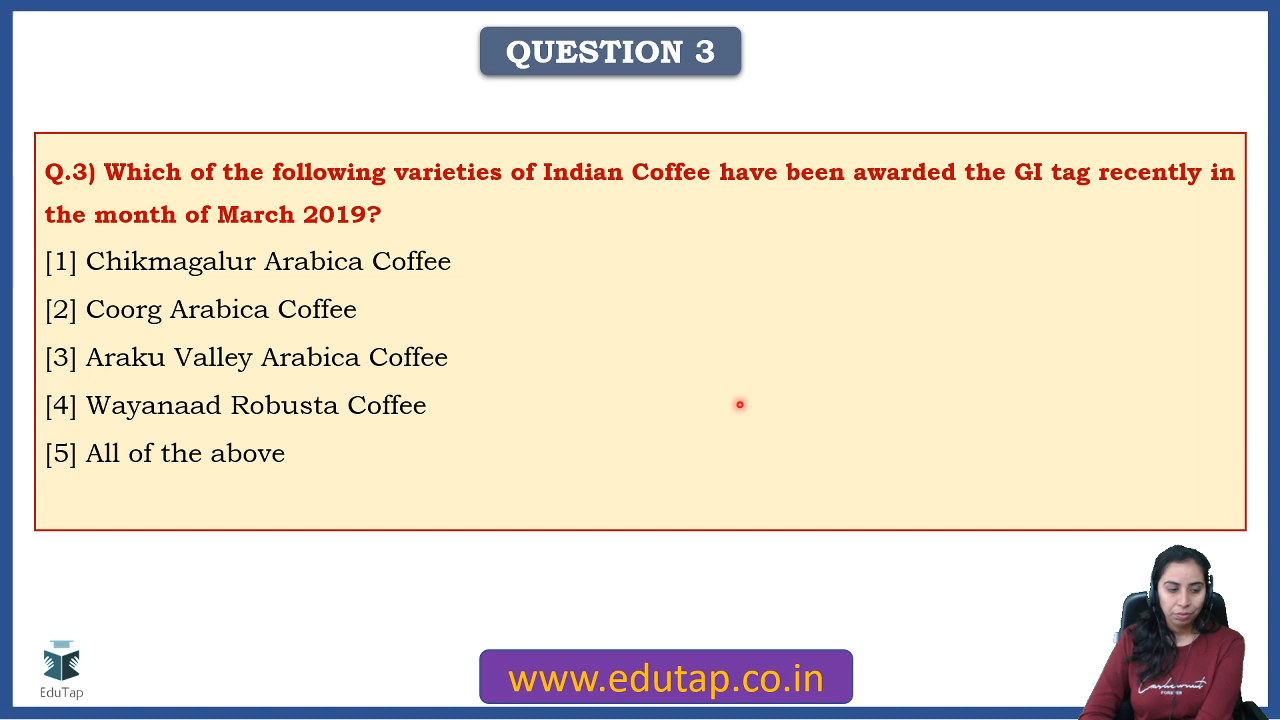 QUESTION 3
Q.3) Which of the following varieties of Indian Coffee have been awarded the GI tag recently in
the month of March 2019?
[1] Chikmagalur Arabica Coffee
[2] Coorg Arabica Coffee
[3] Araku Valley Arabica Coffee
[4] Wayanaad Robusta Coffee
[5] All of the above
EduTap
www.edutap.co.in
FOREVER